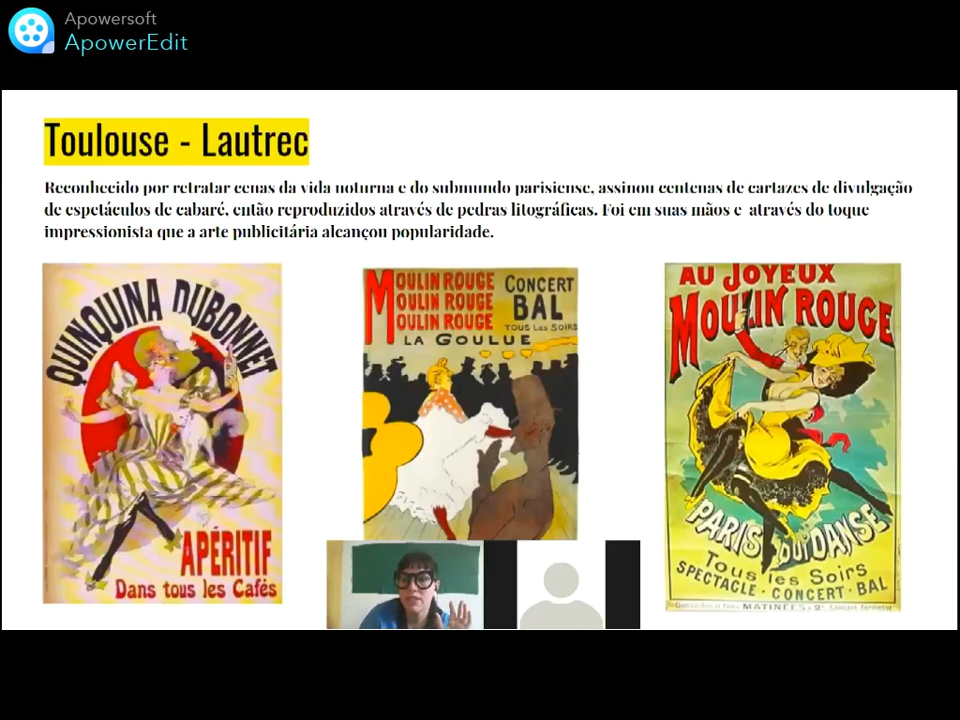 Apowersoft
ApowerEdit
Toulouse - Lautrec
Reconhecido por retratar cenas da vida noturna e do submundo parisiense, assinou centenas de cartazes de divulgação
de espetáculos de cabaré, então reproduzidos através de pedras litográficas. Foi em suas mãos e através do toque
impressionista que a arte publicitária alcançou popularidade.
QUINQUINA DUBONNET
APÉRITIF
Dans tous les Cafés
MOULIN ROUGE
MOULIN ROUGE
MOULIN ROUGE
CONCERT
BAL
TOUS LES SOIRS
LA GOULUE
AU JOYEUX
MOULIN ROUGE
PARIS QUI DANSE
Tous les Soirs
SPECTACLE · CONCERT · BAL
MATINÉES